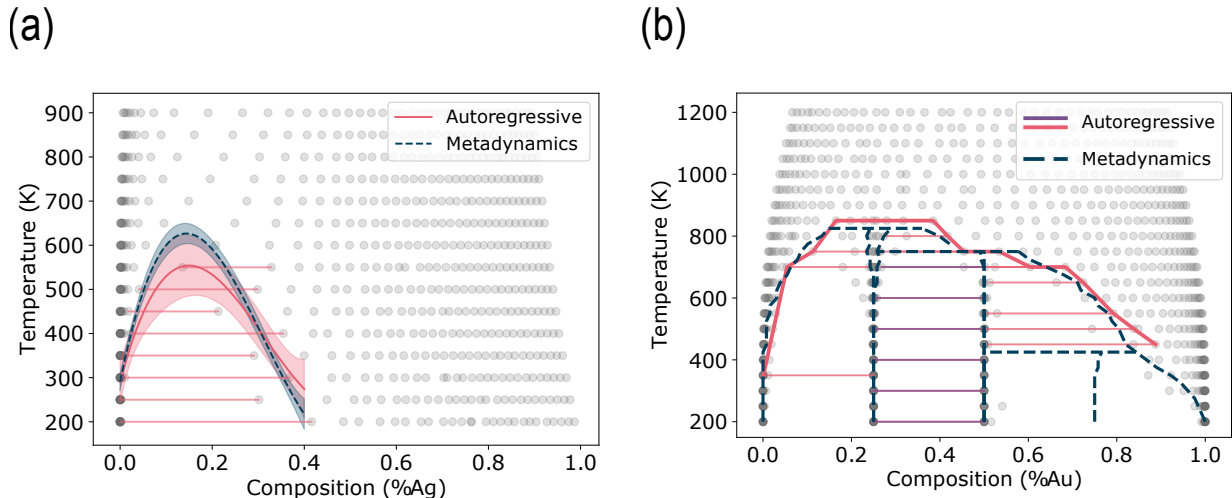 (a)
(b)
Temperature (K)
900
800
700
600
500
400
300
200
Autoregressive
Metadynamics
0.0 0.2 0.4 0.6 0.8 1.0
Composition (%Ag)
Temperature (K)
1200
1000
800
600
400
200
Autoregressive
Metadynamics
0.0 0.2 0.4 0.6 0.8 1.0
Composition (%Au)